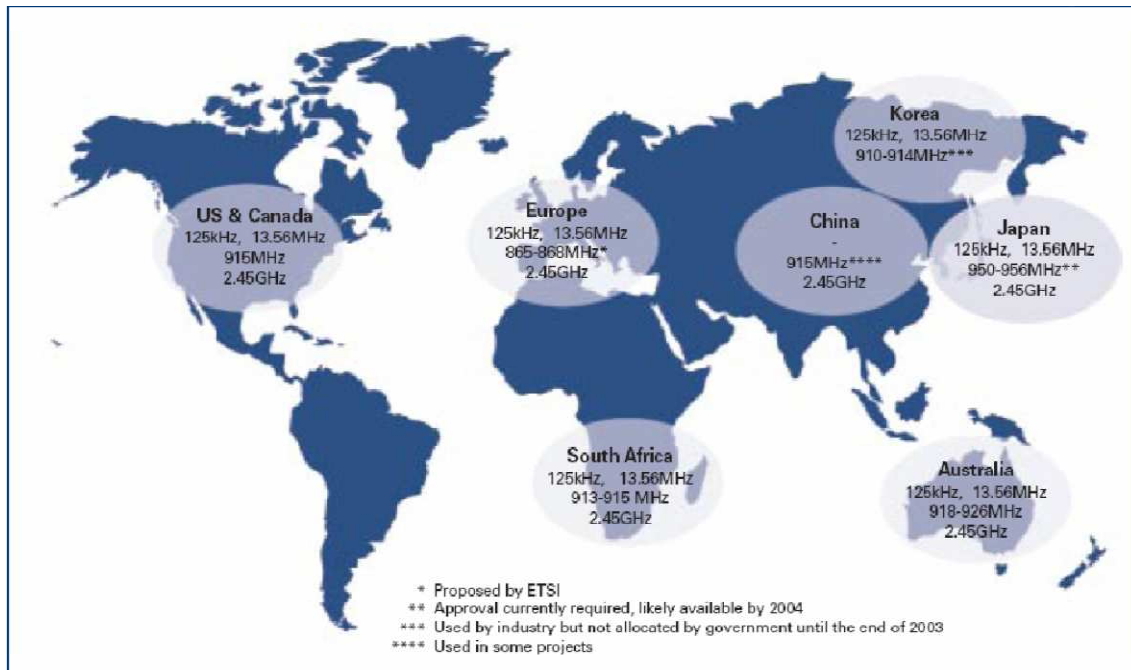 Korea
125kHz, 13.56MHz
910-914MHz***
US & Canada
125kHz, 13.56MHz
915MHz
2.45GHz
Europe
125kHz, 13.56MHz
865-868MHz*
2.45GHz
China
-
915MHz****
2.45GHz
Japan
125kHz, 13.56MHz
950-956MHz**
2.45GHz
South Africa
125kHz, 13.56MHz
913-915 MHz
2.45GHz
Australia
125kHz, 13.56MHz
918-926MHz
2.45GHz
* Proposed by ETSI
** Approval currently required, likely available by 2004
*** Used by industry but not allocated by government until the end of 2003
**** Used in some projects